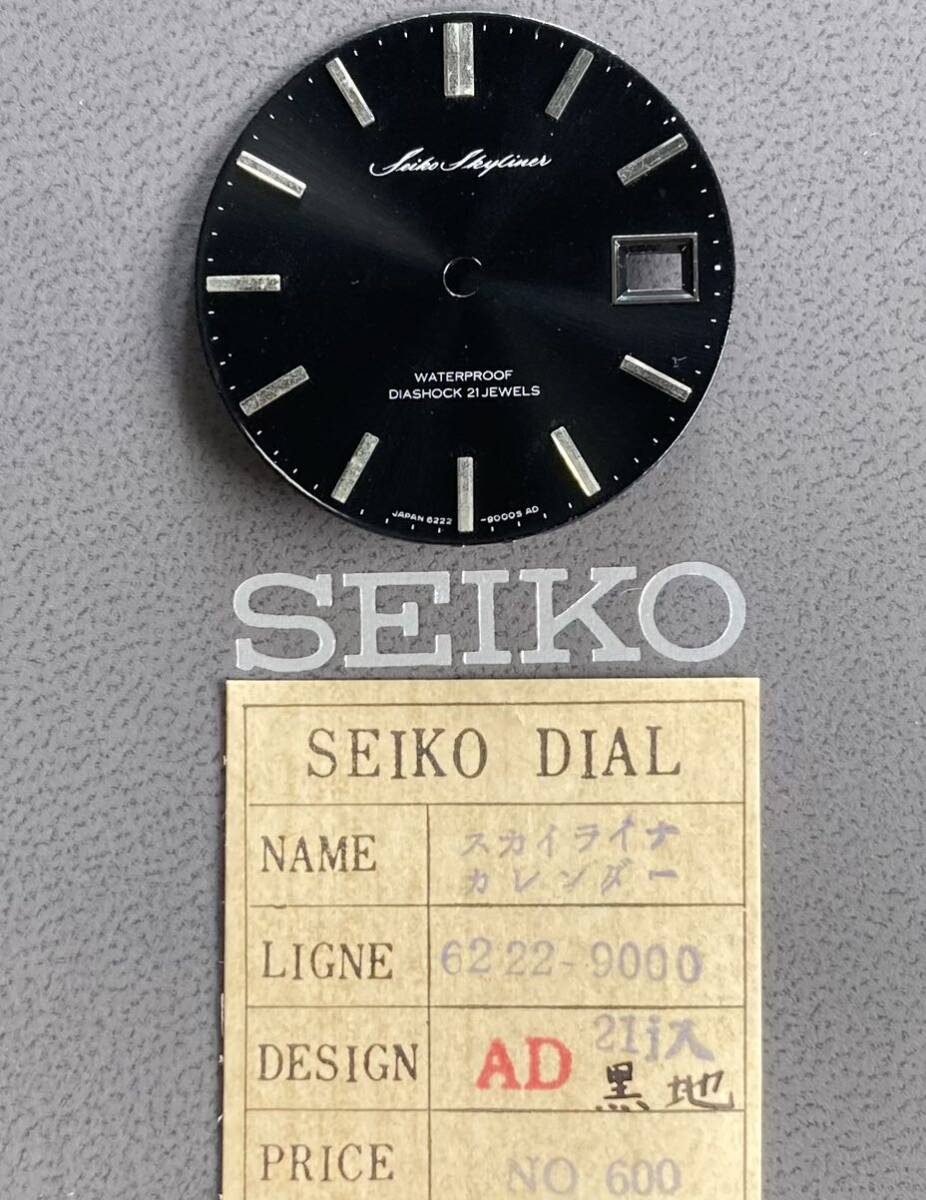 Seiko Skyliner
WATERPROOF
DIASHOCK 21 JEWELS
JAPAN 6222 -9000S AD
SEIKO
SEIKO DIAL
NAME スカイライナ
カレンダー
LIGNE 6222-9000
DESIGN AD 21j入
黒地
PRICE NO 600